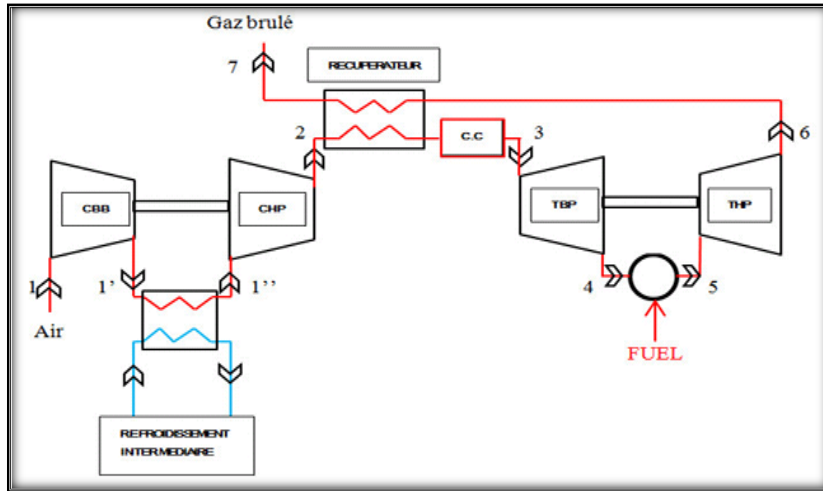 Gaz brulé
7
RECUPERATEUR
2
C.C
3
6
CBB
CHP
TBP
THP
1
1'
1''
4
5
Air
FUEL
REFROIDISSEMENT
INTERMEDIAIRE